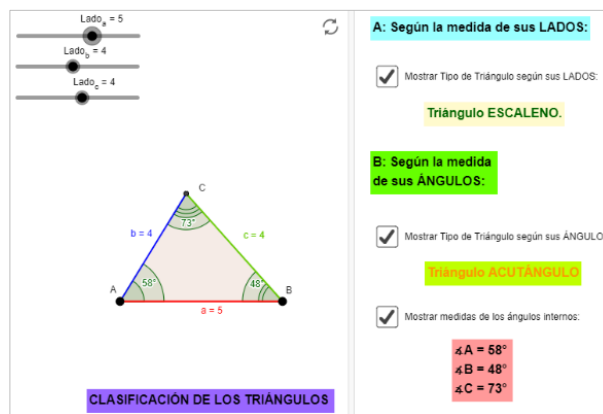 Lado_a = 5
Lado_b = 4
Lado_c = 4
C
73°
b = 4
c = 4
58°
48°
A
B
a = 5
CLASIFICACIÓN DE LOS TRIÁNGULOS
A: Según la medida de sus LADOS:
Mostrar Tipo de Triángulo según sus LADOS:
Triángulo ESCALENO.
B: Según la medida
de sus ÁNGULOS:
Mostrar Tipo de Triángulo según sus ÁNGULO
Triángulo ACUTÁNGULO
Mostrar medidas de los ángulos internos:
∡A = 58°
∡B = 48°
∡C = 73°